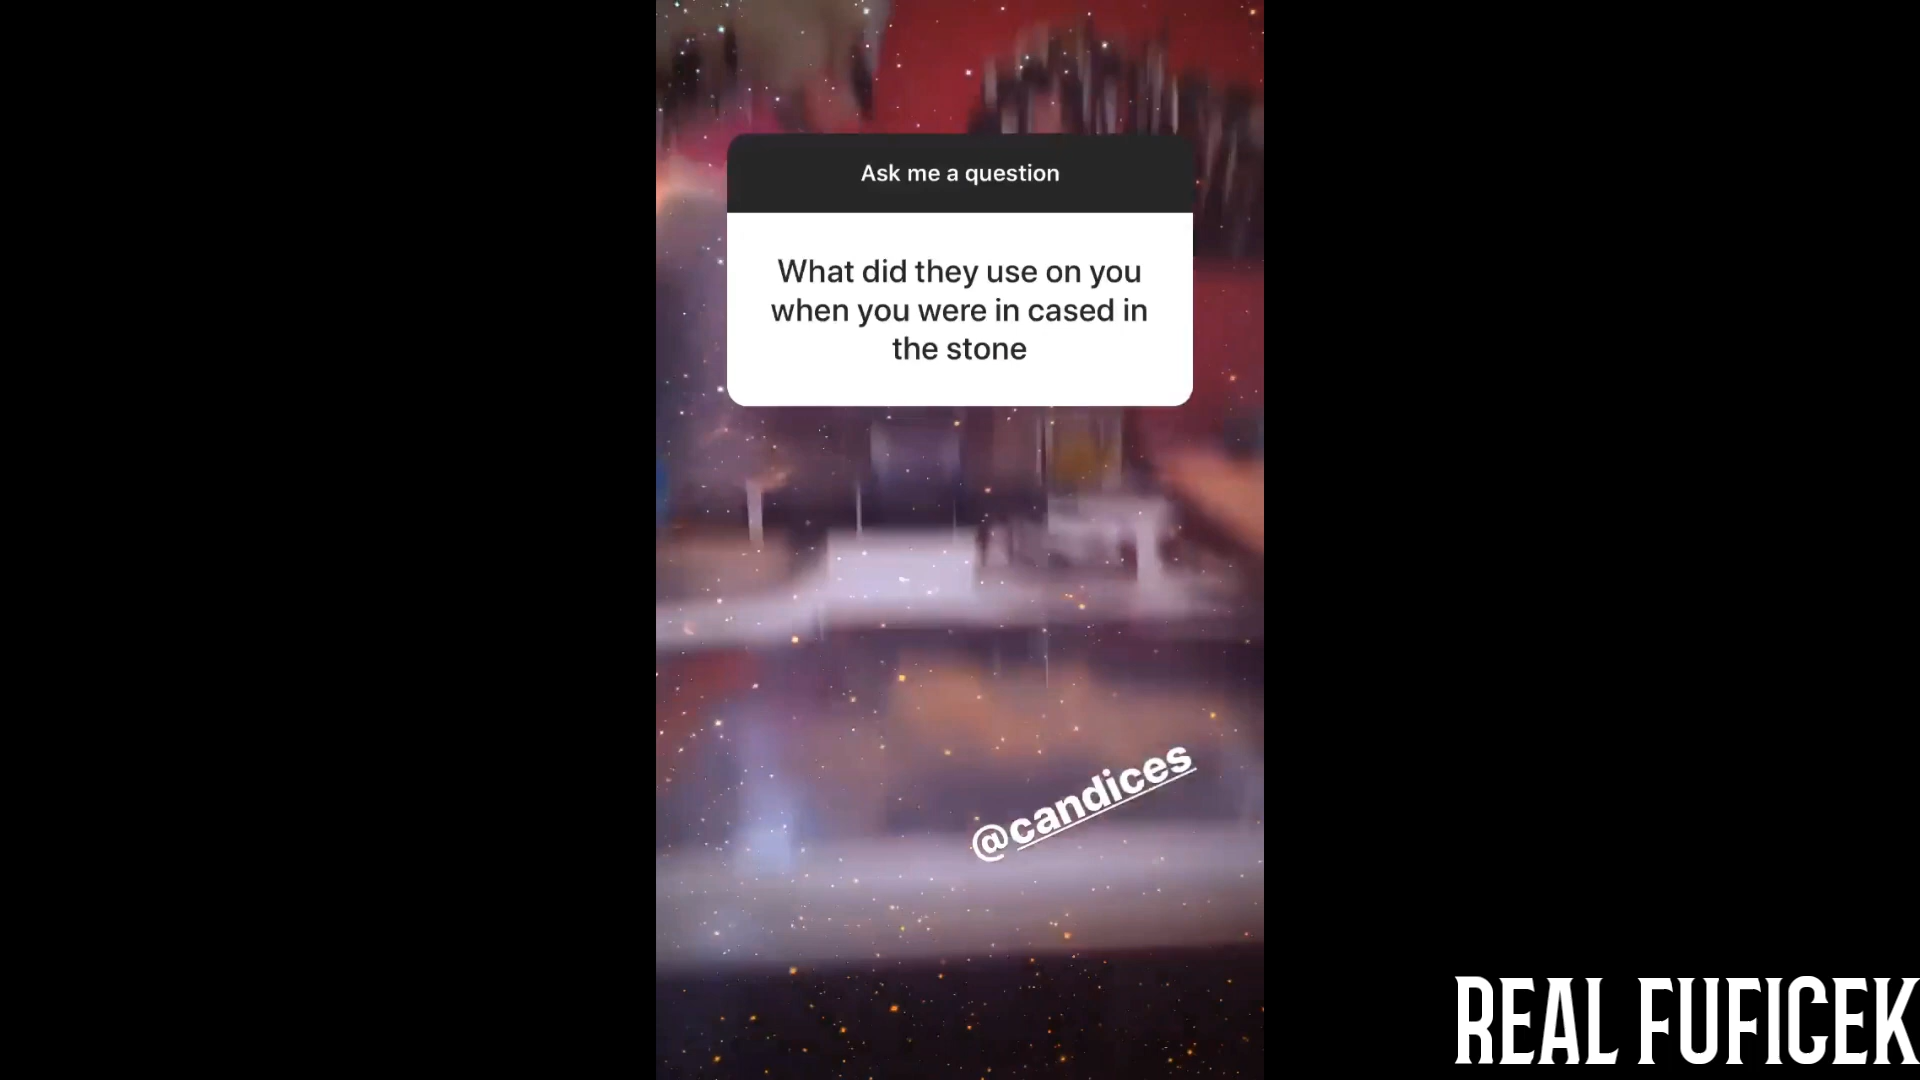 Ask me a question
What did they use on you
when you were in cased in
the stone
@candices
REAL FUFICEK